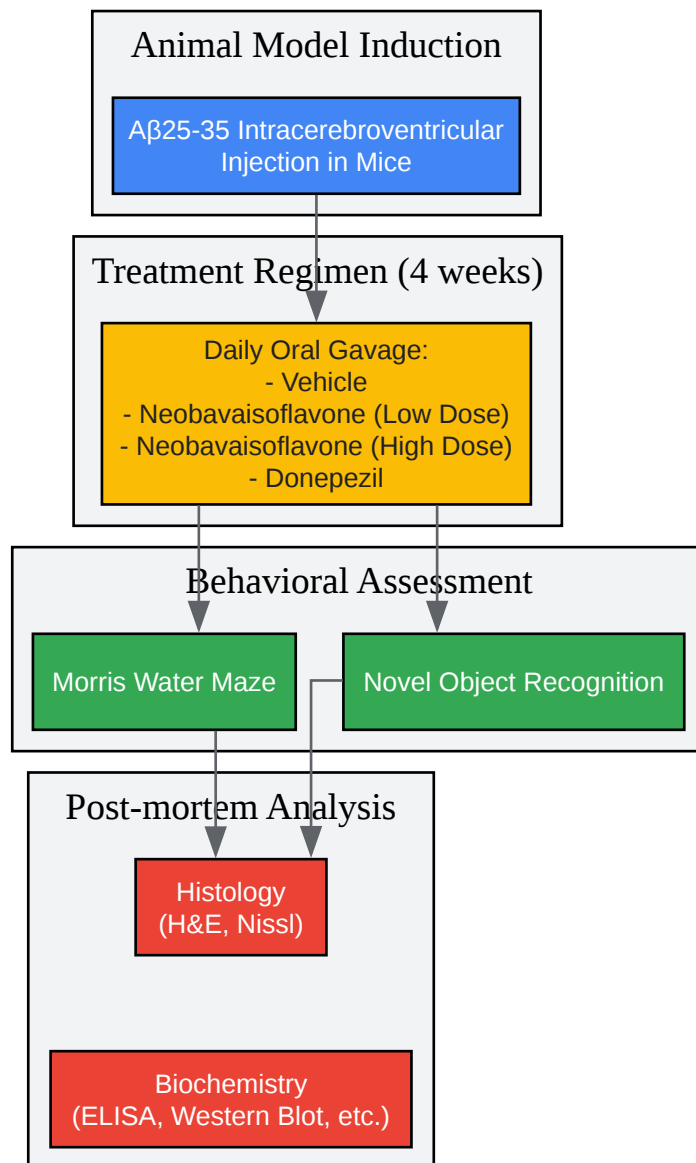 Animal Model Induction
Aβ25-35 Intracerebroventricular
Injection in Mice
Treatment Regimen (4 weeks)
Daily Oral Gavage:
- Vehicle
- Neobavaisoflavone (Low Dose)
- Neobavaisoflavone (High Dose)
- Donepezil
Behavioral Assessment
Morris Water Maze
Novel Object Recognition
Post-mortem Analysis
Histology
(H&E, Nissl)
Biochemistry
(ELISA, Western Blot, etc.)